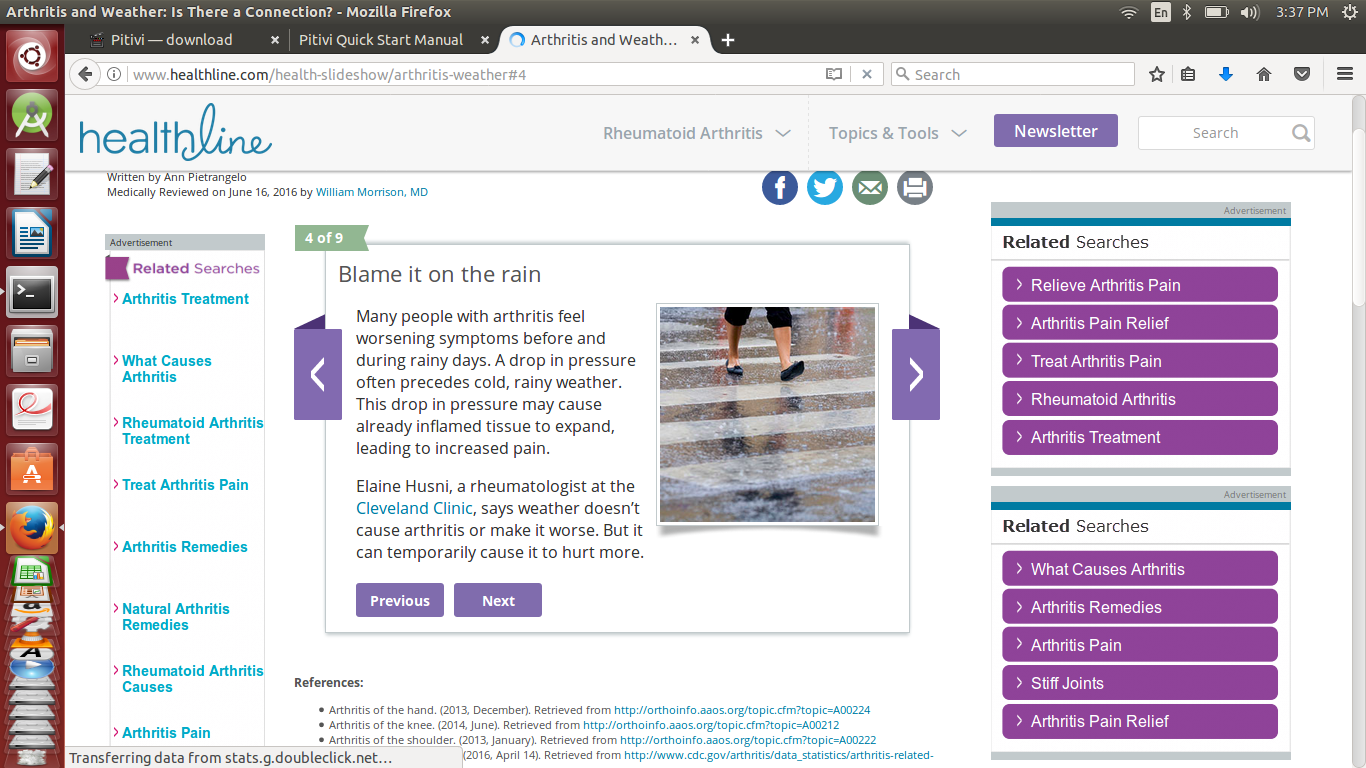 Arthritis and Weather: Is There a Connection? - Mozilla Firefox
En
3:37 PM
Pitivi — download
Pitivi Quick Start Manual
Arthritis and Weath...
www.healthline.com/health-slideshow/arthritis-weather#4
Search
healthline
Rheumatoid Arthritis
Topics & Tools
Newsletter
Search
Written by Ann Pietrangelo
Medically Reviewed on June 16, 2016 by William Morrison, MD
Advertisement
Related Searches
Arthritis Treatment
What Causes
Arthritis
Rheumatoid Arthritis
Treatment
Treat Arthritis Pain
Arthritis Remedies
Natural Arthritis
Remedies
Rheumatoid Arthritis
Causes
Arthritis Pain
4 of 9
Blame it on the rain
Many people with arthritis feel
worsening symptoms before and
during rainy days. A drop in pressure
often precedes cold, rainy weather.
This drop in pressure may cause
already inflamed tissue to expand,
leading to increased pain.
Elaine Husni, a rheumatologist at the
Cleveland Clinic, says weather doesn’t
cause arthritis or make it worse. But it
can temporarily cause it to hurt more.
Previous
Next
References:
Arthritis of the hand. (2013, December). Retrieved from http://orthoinfo.aaos.org/topic.cfm?topic=A00224
Arthritis of the knee. (2014, June). Retrieved from http://orthoinfo.aaos.org/topic.cfm?topic=A00212
Arthritis of the shoulder. (2013, January). Retrieved from http://orthoinfo.aaos.org/topic.cfm?topic=A00222
(2016, April 14). Retrieved from http://www.cdc.gov/arthritis/data_statistics/arthritis-related-
Advertisement
Related Searches
Relieve Arthritis Pain
Arthritis Pain Relief
Treat Arthritis Pain
Rheumatoid Arthritis
Arthritis Treatment
Advertisement
Related Searches
What Causes Arthritis
Arthritis Remedies
Arthritis Pain
Stiff Joints
Arthritis Pain Relief
Transferring data from stats.g.doubleclick.net...